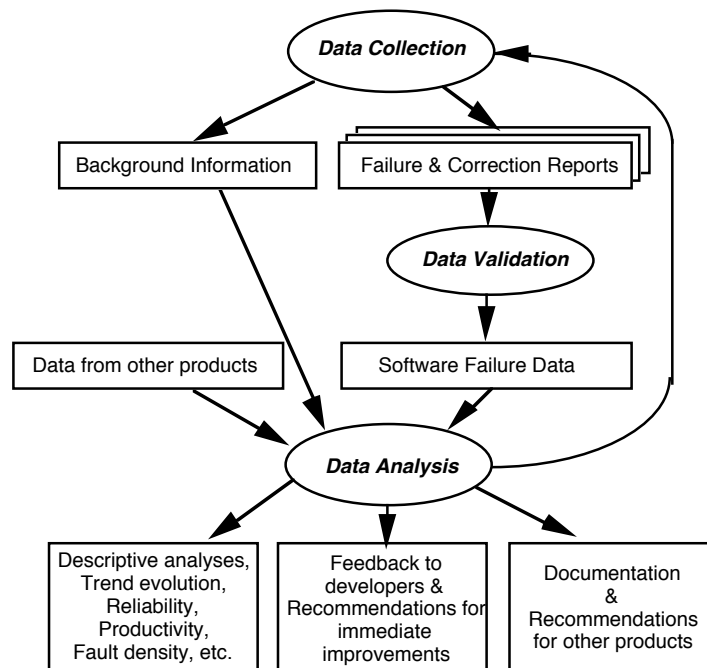 Data Collection
Background Information
Failure & Correction Reports
Data Validation
Data from other products
Software Failure Data
Data Analysis
Descriptive analyses,
Trend evolution,
Reliability,
Productivity,
Fault density, etc.
Feedback to
developers &
Recommendations for
immediate
improvements
Documentation
&
Recommendations
for other products